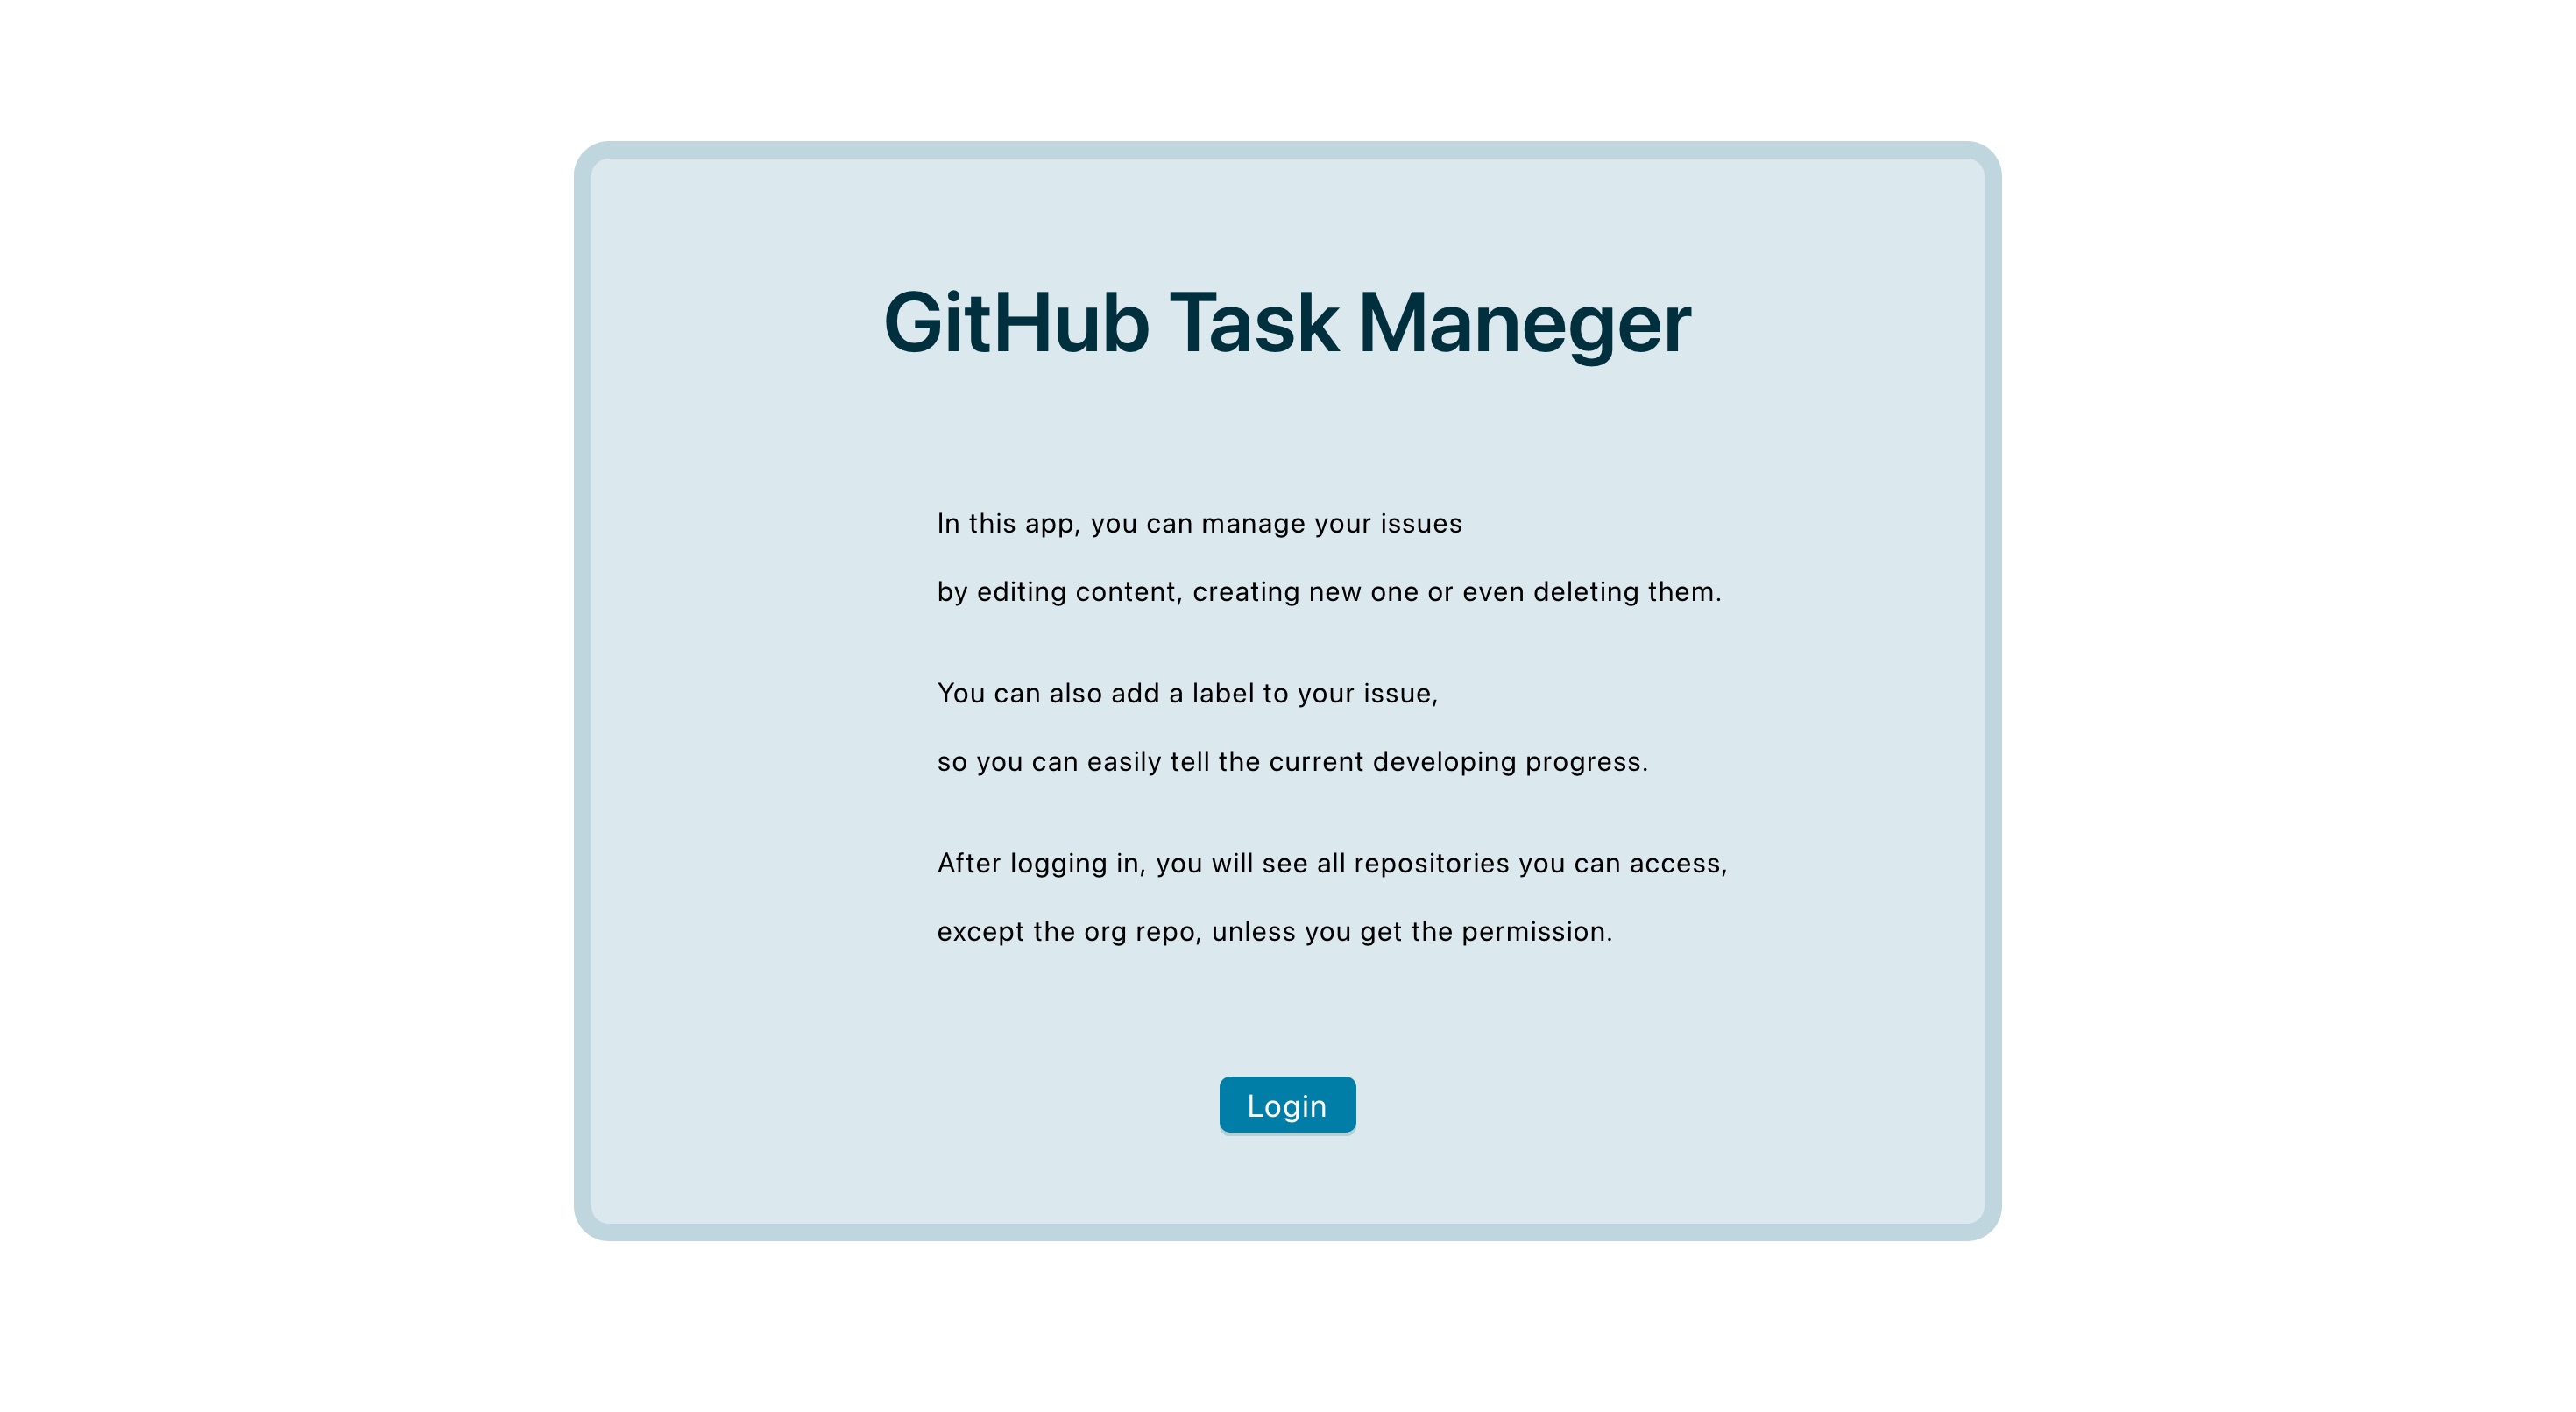 GitHub Task Maneger
In this app, you can manage your issues
by editing content, creating new one or even deleting them.
You can also add a label to your issue,
so you can easily tell the current developing progress.
After logging in, you will see all repositories you can access,
except the org repo, unless you get the permission.
Login